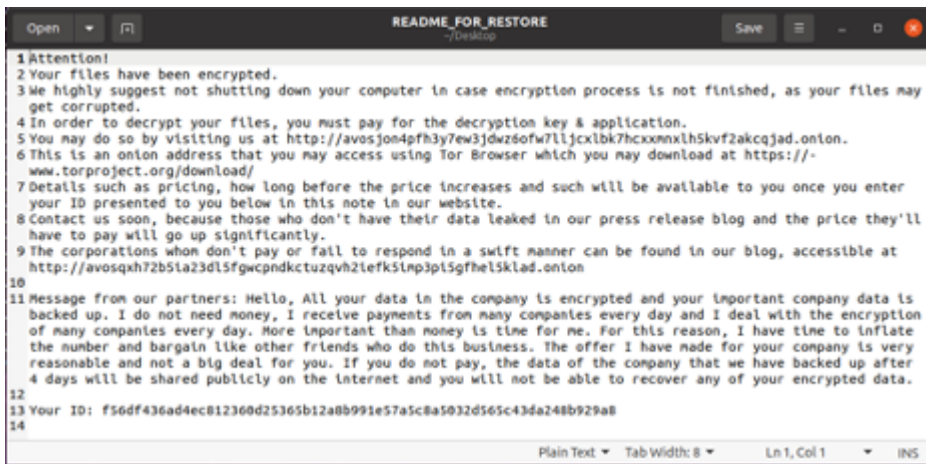 Open
README_FOR_RESTORE
~/Desktop
Save
1 Attention!
2 Your files have been encrypted.
3 We highly suggest not shutting down your computer in case encryption process is not finished, as your files may
get corrupted.
4 In order to decrypt your files, you must pay for the decryption key & application.
5 You may do so by visiting us at http://avosjon4pfh3y7ew3jdwz6ofw7lljcxlbk7hcxxmnxlh5kvf2akcqjad.onion.
6 This is an onion address that you may access using Tor Browser which you may download at https://-
www.torproject.org/download/
7 Details such as pricing, how long before the price increases and such will be available to you once you enter
your ID presented to you below in this note in our website.
8 Contact us soon, because those who don't have their data leaked in our press release blog and the price they'll
have to pay will go up significantly.
9 The corporations whom don't pay or fail to respond in a swift manner can be found in our blog, accessible at
http://avosqxh72b5ia23dl5fgwcpndkctuzqvh2iefk5imp3pi5gfhel5klad.onion
10
11 Message from our partners: Hello, All your data in the company is encrypted and your important company data is
backed up. I do not need money, I receive payments from many companies every day and I deal with the encryption
of many companies every day. More important than money is time for me. For this reason, I have time to inflate
the number and bargain like other friends who do this business. The offer I have made for your company is very
reasonable and not a big deal for you. If you do not pay, the data of the company that we have backed up after
4 days will be shared publicly on the internet and you will not be able to recover any of your encrypted data.
12
13 Your ID: f56df436ad4ec812360d25365b12a8b991e57a5c8a5032d565c43da248b929a8
14
Plain Text
Tab Width: 8
Ln 1, Col 1
INS